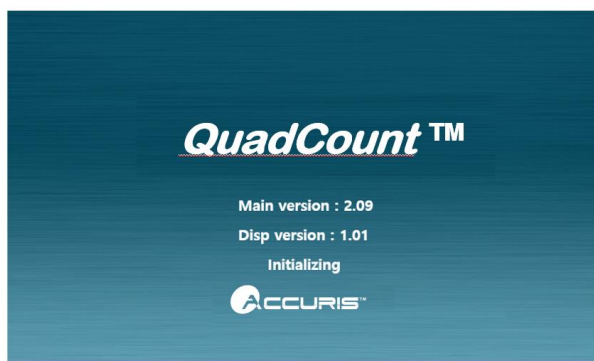 QuadCount ™
Main version : 2.09
Disp version : 1.01
Initializing
ACCURIS™